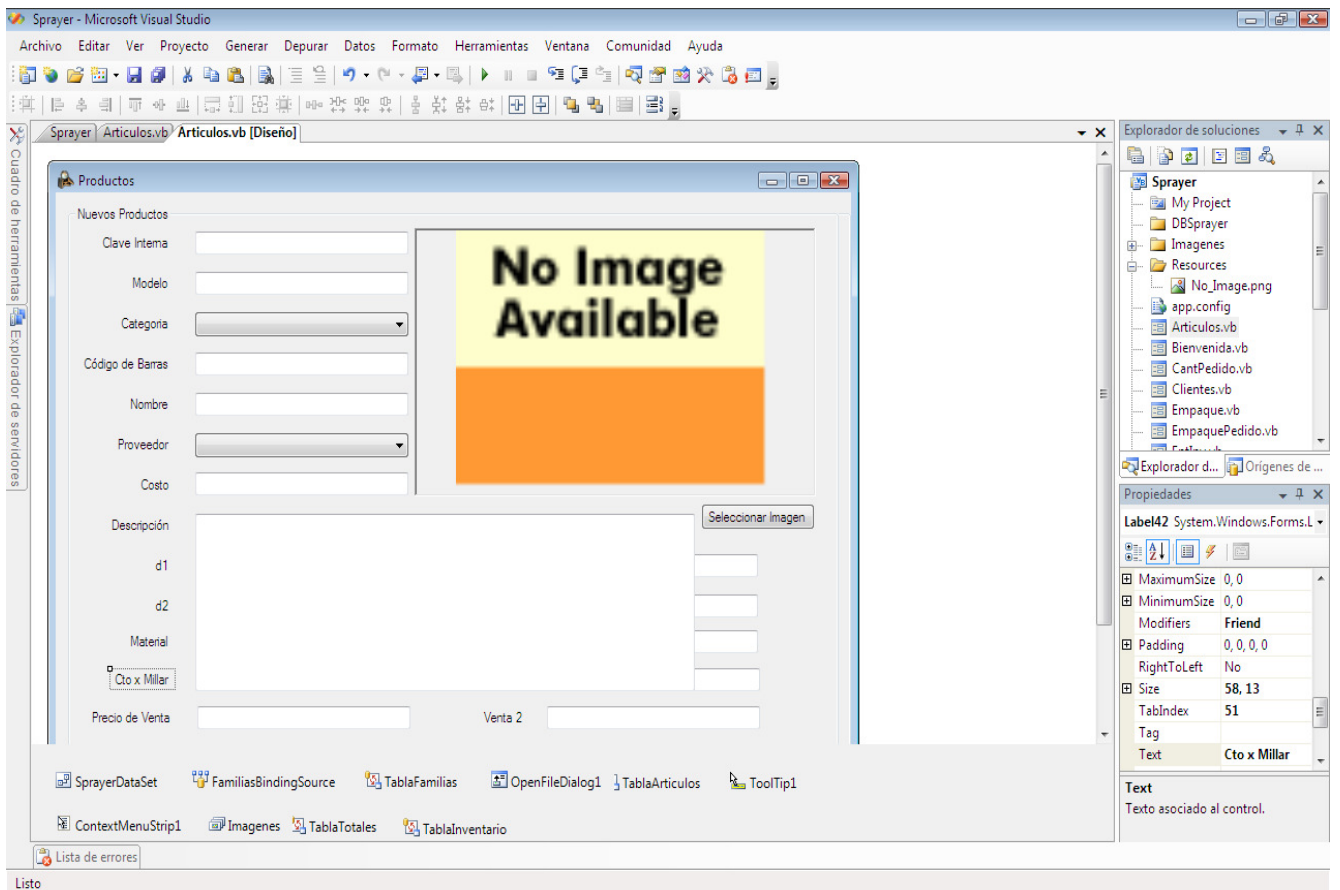 Sprayer - Microsoft Visual Studio
Archivo Editar Ver Proyecto Generar Depurar Datos Formato Herramientas Ventana Comunidad Ayuda
Sprayer Articulos.vb Articulos.vb [Diseño]
Cuadro de herramientas
Explorador de servidores
Productos
Nuevos Productos
Clave Interna
Modelo
Categoria
Código de Barras
Nombre
Proveedor
Costo
No Image
Available
Descripción
Seleccionar Imagen
d1
d2
Material
Cto x Millar
Precio de Venta Venta 2
SprayerDataSet FamiliasBindingSource TablaFamilias OpenFileDialog1 TablaArticulos ToolTip1
ContextMenuStrip1 Imagenes TablaTotales TablaInventario
Explorador de soluciones
Sprayer
My Project
DBSprayer
Imagenes
Resources
No_Image.png
app.config
Articulos.vb
Bienvenida.vb
CantPedido.vb
Clientes.vb
Empaque.vb
EmpaquePedido.vb
Explorador d... Orígenes de ...
Propiedades
Label42 System.Windows.Forms.L
MaximumSize 0, 0
MinimumSize 0, 0
Modifiers Friend
Padding 0, 0, 0, 0
RightToLeft No
Size 58, 13
TabIndex 51
Tag
Text Cto x Millar
Text
Texto asociado al control.
Lista de errores
Listo